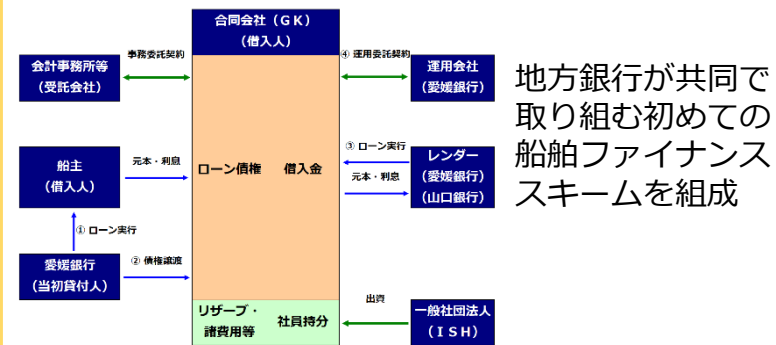 合同会社（ＧＫ）
（借入人）
事務委託契約
④ 運用委託契約
会計事務所等
（受託会社）
運用会社
（愛媛銀行）
地方銀行が共同で
取り組む初めての
船舶ファイナンス
スキームを組成
船主
（借入人）
元本・利息
ローン債権
借入金
③ ローン実行
元本・利息
レンダー
（愛媛銀行）
（山口銀行）
① ローン実行
愛媛銀行
（当初貸付人）
② 債権譲渡
リザーブ・
諸費用等
社員持分
出資
一般社団法人
（ＩＳＨ）